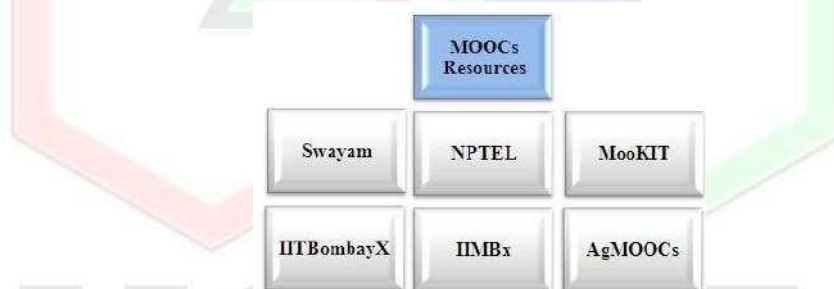 MOOCs
Resources
Swayam NPTEL MooKIT
IITBombayX IIMBx AgMOOCs